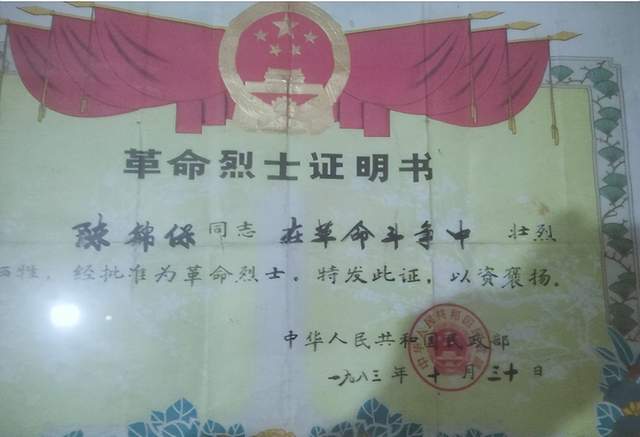 革命烈士证明书
陈锦保同志 在革命斗争中 壮烈
牺牲，经批准为革命烈士。特发此证，以资褒扬。
中华人民共和国民政部
一九八三年十月三十日